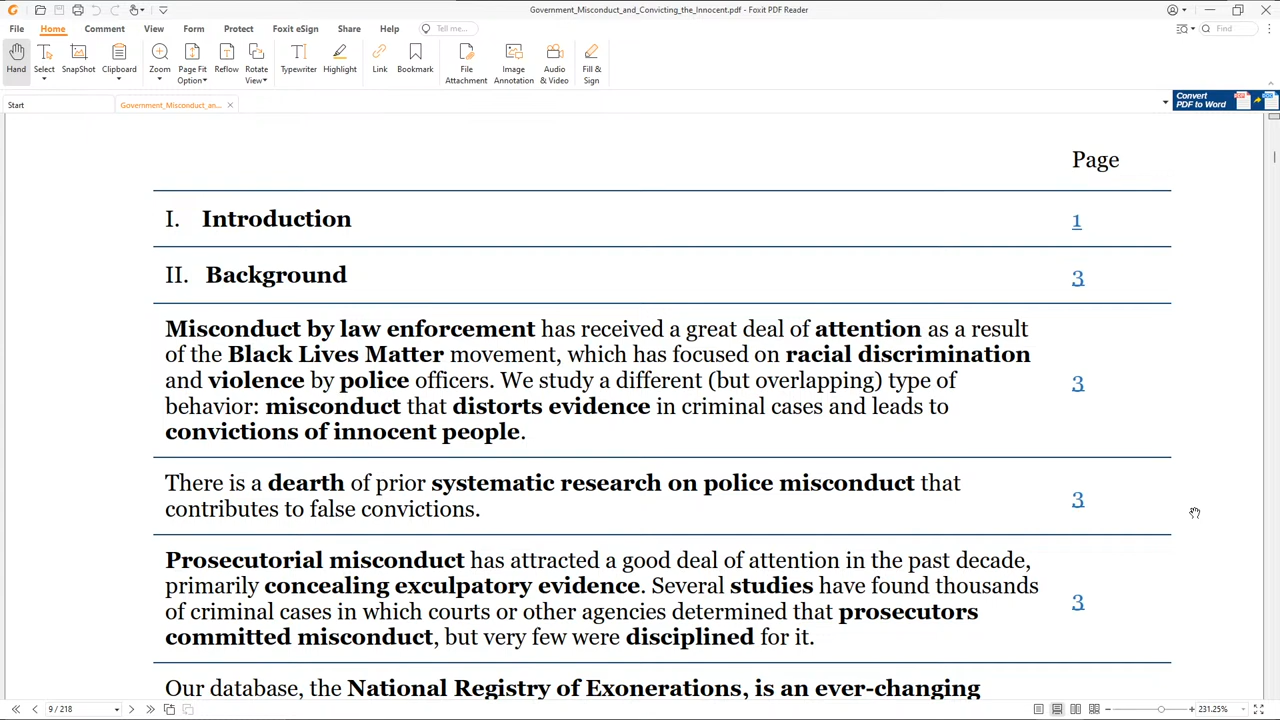 Government_Misconduct_and_Convicting_the_Innocent.pdf - Foxit PDF Reader
File Home Comment View Form Protect Foxit eSign Share Help Tell me... Find
Hand Select SnapShot Clipboard Zoom Page Fit Option Reflow Rotate View Typewriter Highlight Link Bookmark File Attachment Image Annotation Audio & Video Fill & Sign
Start Government_Misconduct_an... Convert PDF to Word
Page
I. Introduction 1
II. Background 3
Misconduct by law enforcement has received a great deal of attention as a result
of the Black Lives Matter movement, which has focused on racial discrimination
and violence by police officers. We study a different (but overlapping) type of 3
behavior: misconduct that distorts evidence in criminal cases and leads to
convictions of innocent people.
There is a dearth of prior systematic research on police misconduct that
contributes to false convictions. 3
Prosecutorial misconduct has attracted a good deal of attention in the past decade,
primarily concealing exculpatory evidence. Several studies have found thousands
of criminal cases in which courts or other agencies determined that prosecutors 3
committed misconduct, but very few were disciplined for it.
Our database, the National Registry of Exonerations, is an ever-changing
9 / 218 231.25%